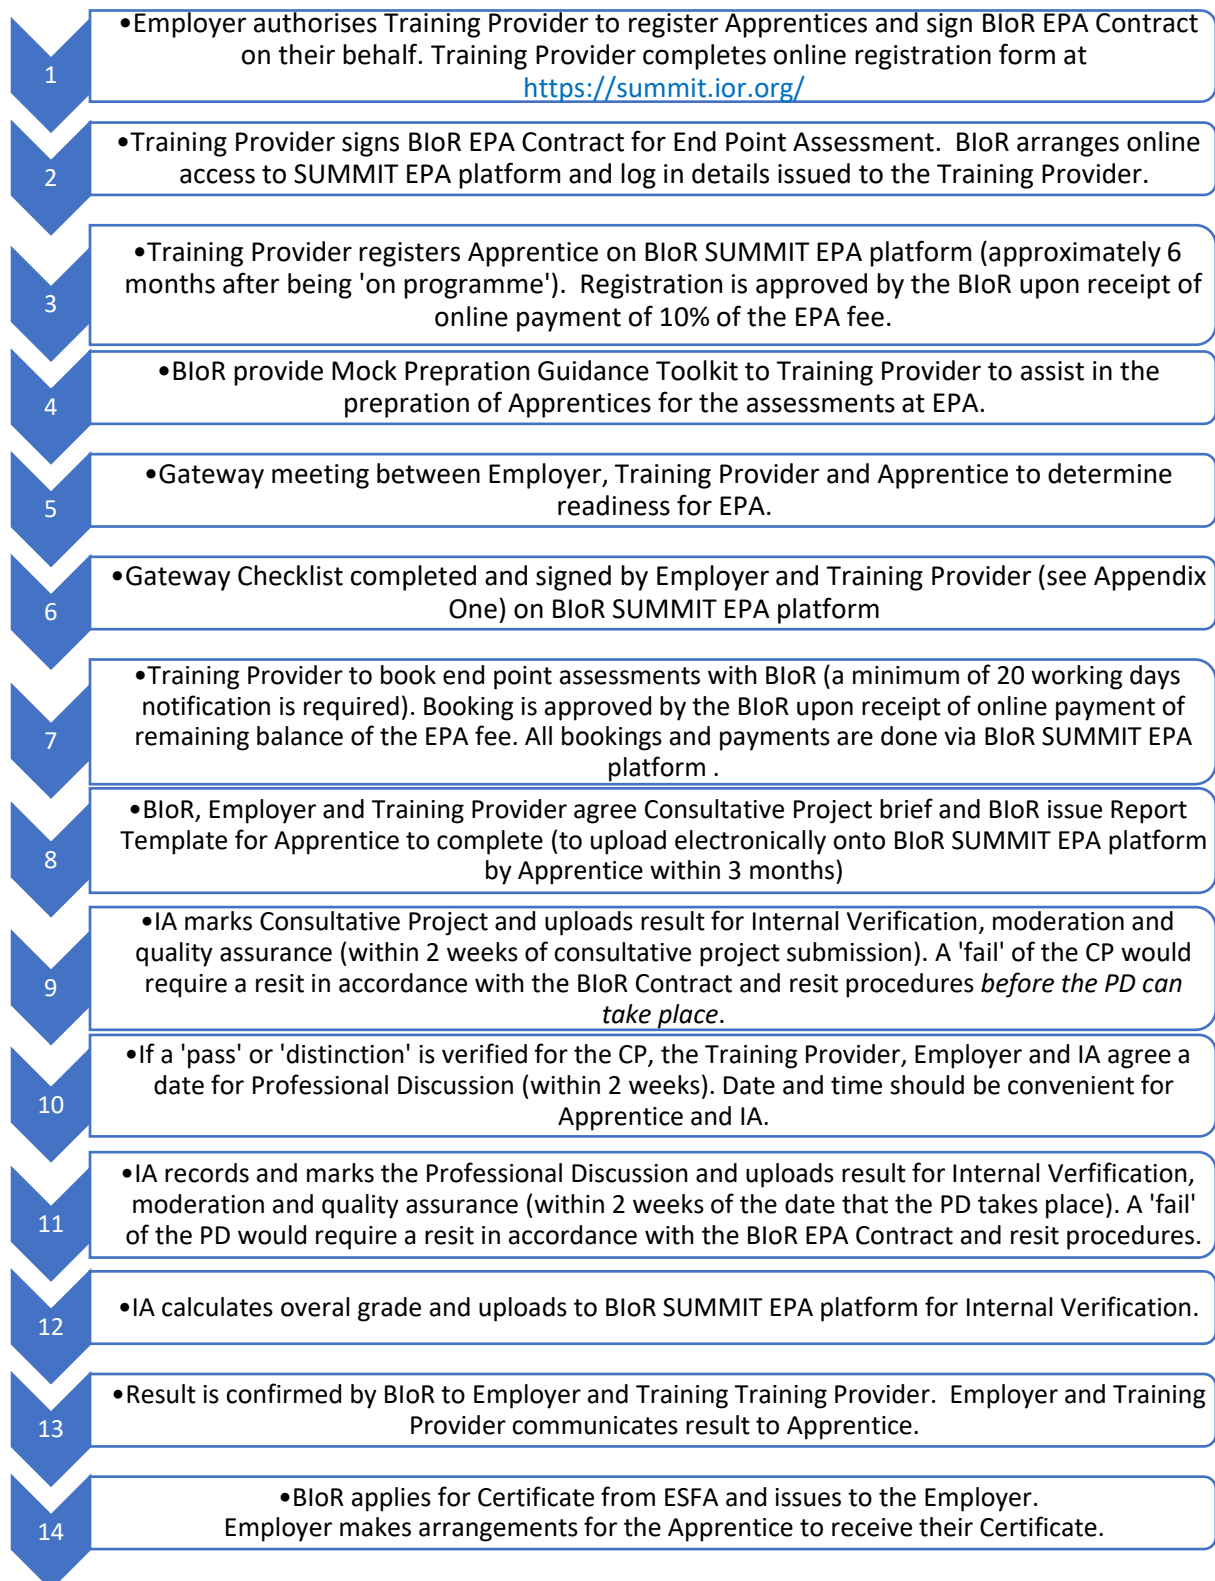 1
•Employer authorises Training Provider to register Apprentices and sign BIoR EPA Contract
on their behalf. Training Provider completes online registration form at
https://summit.ior.org/
2
•Training Provider signs BIoR EPA Contract for End Point Assessment.  BIoR arranges online
access to SUMMIT EPA platform and log in details issued to the Training Provider.
3
•Training Provider registers Apprentice on BIoR SUMMIT EPA platform (approximately 6
months after being 'on programme').  Registration is approved by the BIoR upon receipt of
online payment of 10% of the EPA fee.
4
•BIoR provide Mock Prepration Guidance Toolkit to Training Provider to assist in the
prepration of Apprentices for the assessments at EPA.
5
•Gateway meeting between Employer, Training Provider and Apprentice to determine
readiness for EPA.
6
•Gateway Checklist completed and signed by Employer and Training Provider (see Appendix
One) on BIoR SUMMIT EPA platform
7
•Training Provider to book end point assessments with BIoR (a minimum of 20 working days
notification is required). Booking is approved by the BIoR upon receipt of online payment of
remaining balance of the EPA fee. All bookings and payments are done via BIoR SUMMIT EPA
platform .
8
•BIoR, Employer and Training Provider agree Consultative Project brief and BIoR issue Report
Template for Apprentice to complete (to upload electronically onto BIoR SUMMIT EPA platform
by Apprentice within 3 months)
9
•IA marks Consultative Project and uploads result for Internal Verification, moderation and
quality assurance (within 2 weeks of consultative project submission). A 'fail' of the CP would
require a resit in accordance with the BIoR Contract and resit procedures before the PD can
take place.
10
•If a 'pass' or 'distinction' is verified for the CP, the Training Provider, Employer and IA agree a
date for Professional Discussion (within 2 weeks). Date and time should be convenient for
Apprentice and IA.
11
•IA records and marks the Professional Discussion and uploads result for Internal Verfification,
moderation and quality assurance (within 2 weeks of the date that the PD takes place). A 'fail'
of the PD would require a resit in accordance with the BIoR EPA Contract and resit procedures.
12
•IA calculates overal grade and uploads to BIoR SUMMIT EPA platform for Internal Verification.
13
•Result is confirmed by BIoR to Employer and Training Training Provider.  Employer and Training
Provider communicates result to Apprentice.
14
•BIoR applies for Certificate from ESFA and issues to the Employer.
Employer makes arrangements for the Apprentice to receive their Certificate.